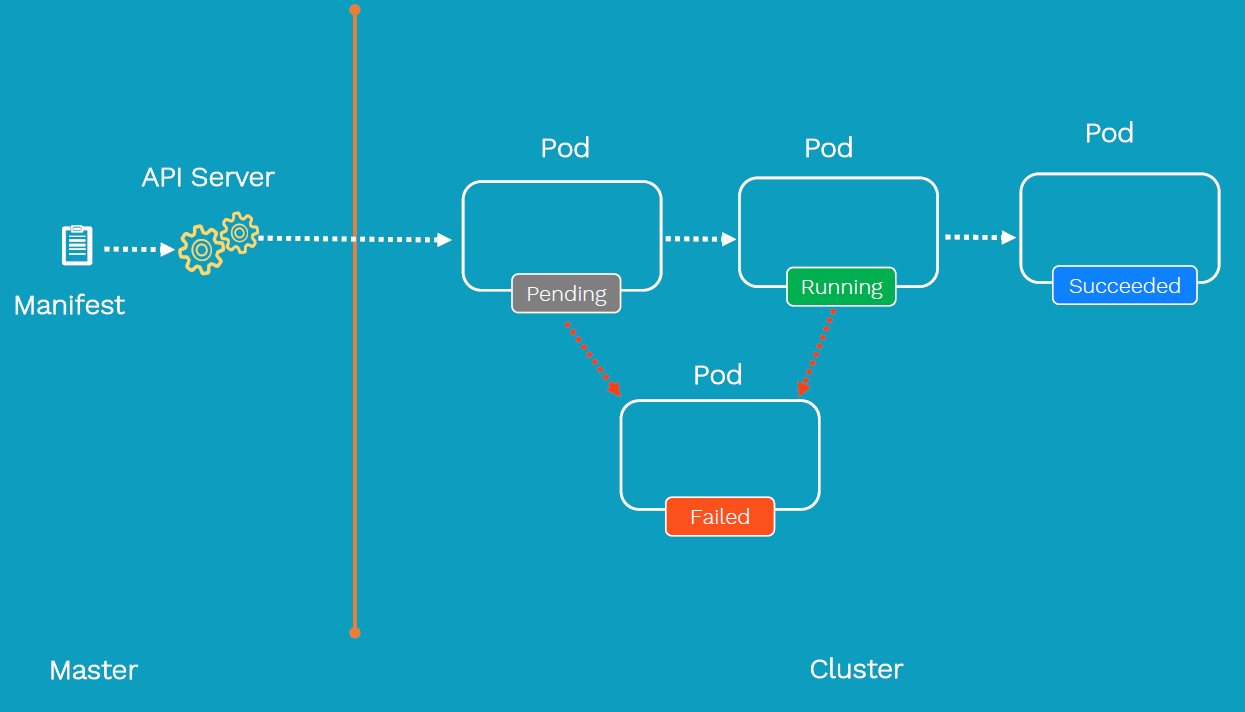 Pod
Pod
Pod
API Server
Manifest
Pending
Running
Succeeded
Pod
Failed
Master
Cluster